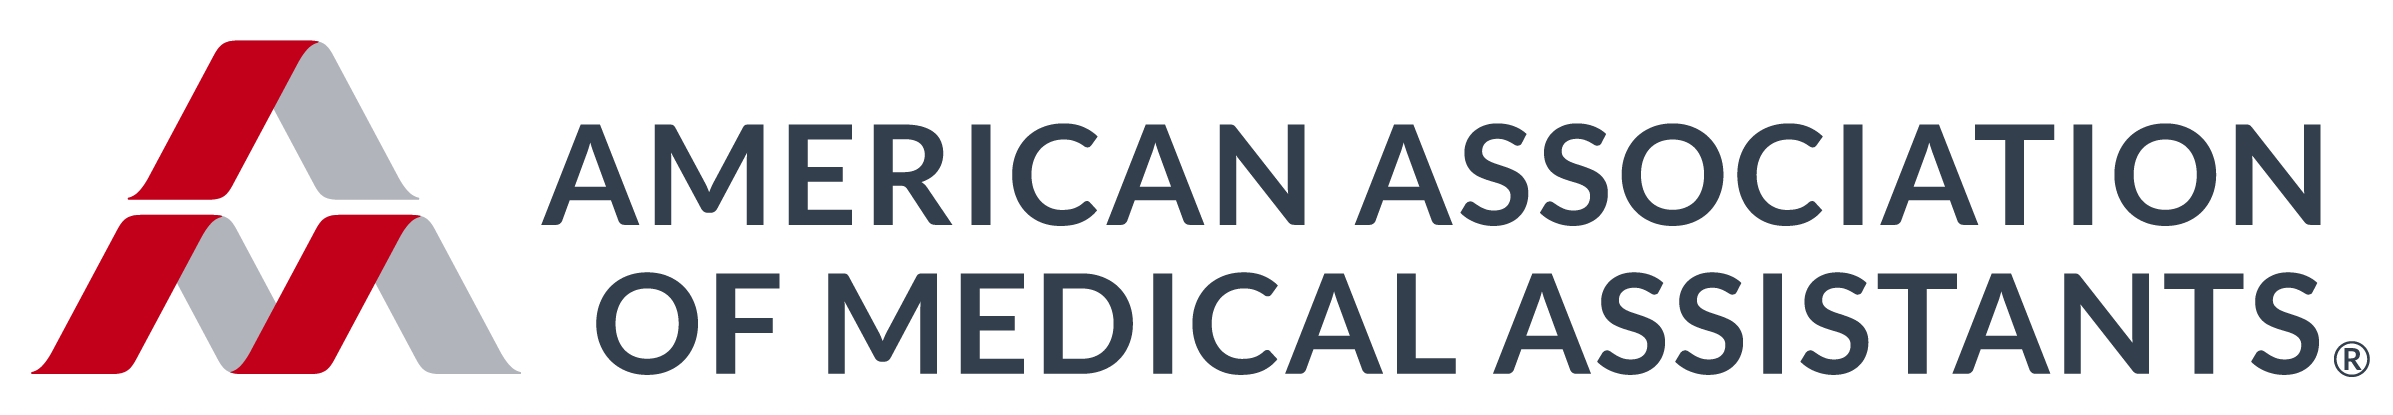 AMERICAN ASSOCIATION
OF MEDICAL ASSISTANTS®